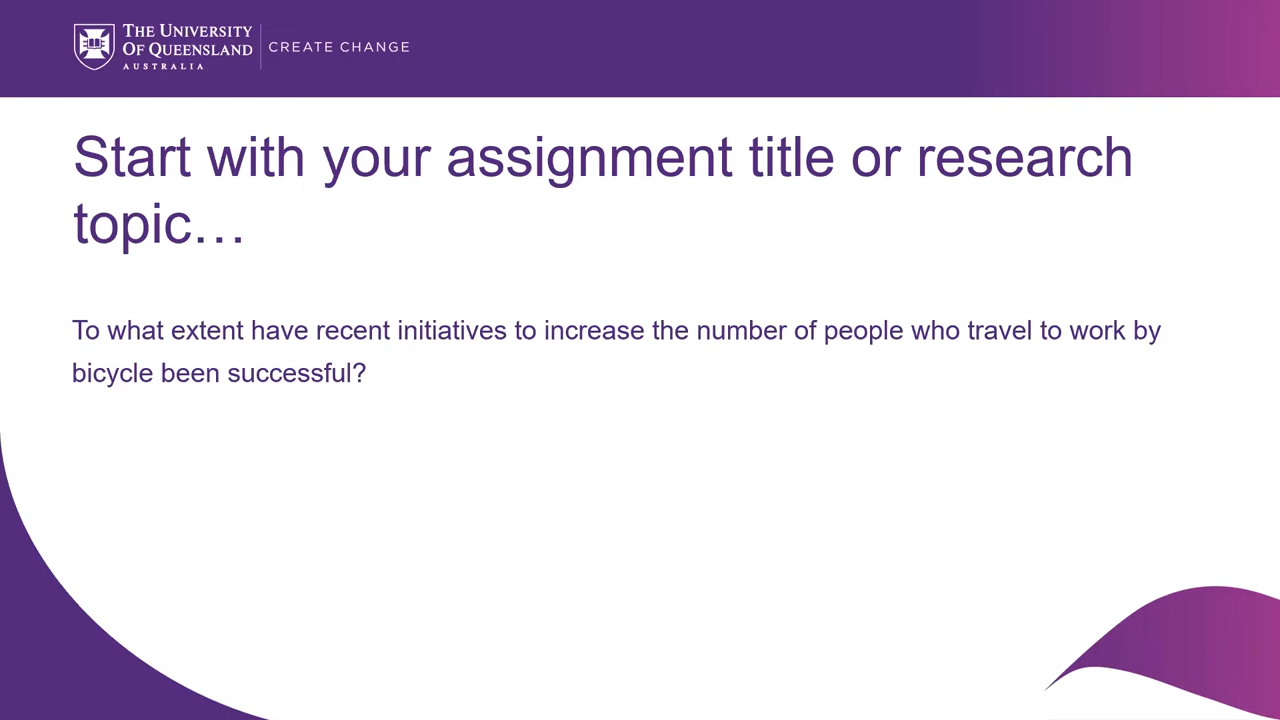 THE UNIVERSITY
OF QUEENSLAND
AUSTRALIA
CREATE CHANGE
Start with your assignment title or research
topic…
To what extent have recent initiatives to increase the number of people who travel to work by
bicycle been successful?